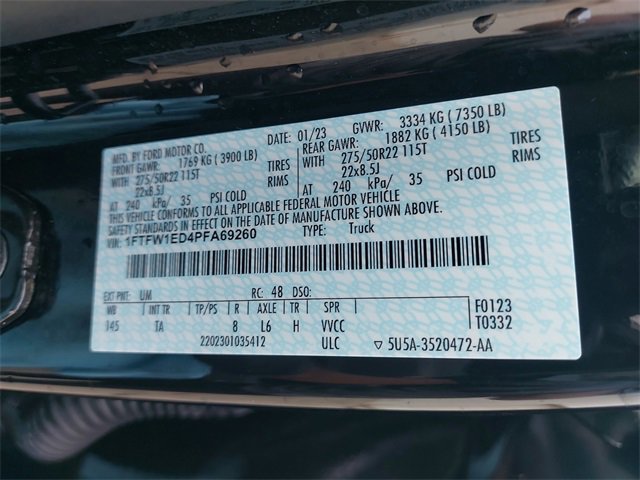 MFD. BY FORD MOTOR CO.
DATE: 01/23 GVWR: 3334 KG ( 7350 LB)
FRONT GAWR: 1769 KG ( 3900 LB)
REAR GAWR: 1882 KG ( 4150 LB)
WITH 275/50R22 115T TIRES
WITH 275/50R22 115T TIRES
22x8.5J RIMS
22x8.5J RIMS
AT 240 kPa/ 35 PSI COLD
AT 240 kPa/ 35 PSI COLD
THIS VEHICLE CONFORMS TO ALL APPLICABLE FEDERAL MOTOR VEHICLE
SAFETY STANDARDS IN EFFECT ON THE DATE OF MANUFACTURE SHOWN ABOVE.
VIN: 1FTFW1ED4PFA69260 TYPE: Truck
EXT PNT: UM RC: 48 DSO:
WB INT TR TP/PS R AXLE TR SPR
145 TA 8 L6 H VVCC
F0123
T0332
2202301035412 ULC ▽ 5U5A-3520472-AA